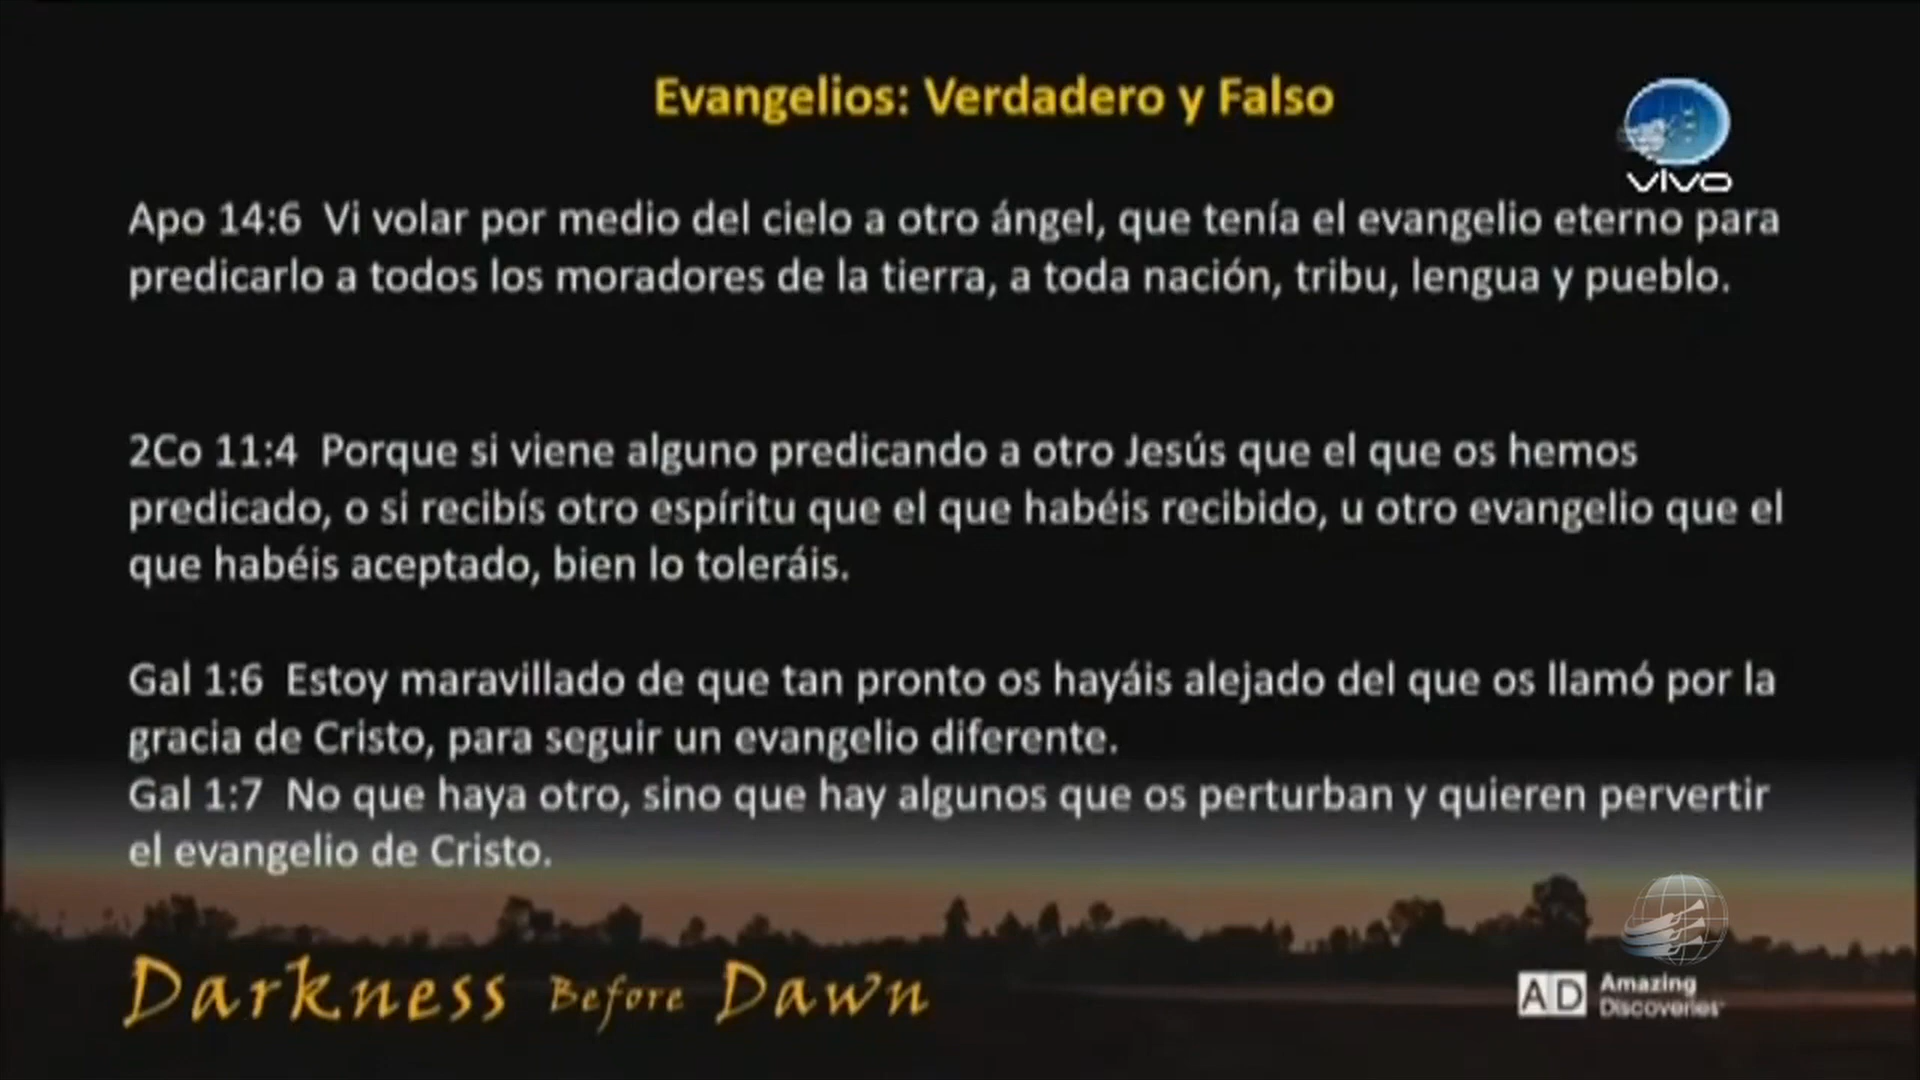 Evangelios: Verdadero y Falso
VIVO
Apo 14:6 Vi volar por medio del cielo a otro ángel, que tenía el evangelio eterno para
predicarlo a todos los moradores de la tierra, a toda nación, tribu, lengua y pueblo.
2Co 11:4 Porque si viene alguno predicando a otro Jesús que el que os hemos
predicado, o si recibís otro espíritu que el que habéis recibido, u otro evangelio que el
que habéis aceptado, bien lo toleráis.
Gal 1:6 Estoy maravillado de que tan pronto os hayáis alejado del que os llamó por la
gracia de Cristo, para seguir un evangelio diferente.
Gal 1:7 No que haya otro, sino que hay algunos que os perturban y quieren pervertir
el evangelio de Cristo.
Darkness Before Dawn
AD Amazing
Discoveries